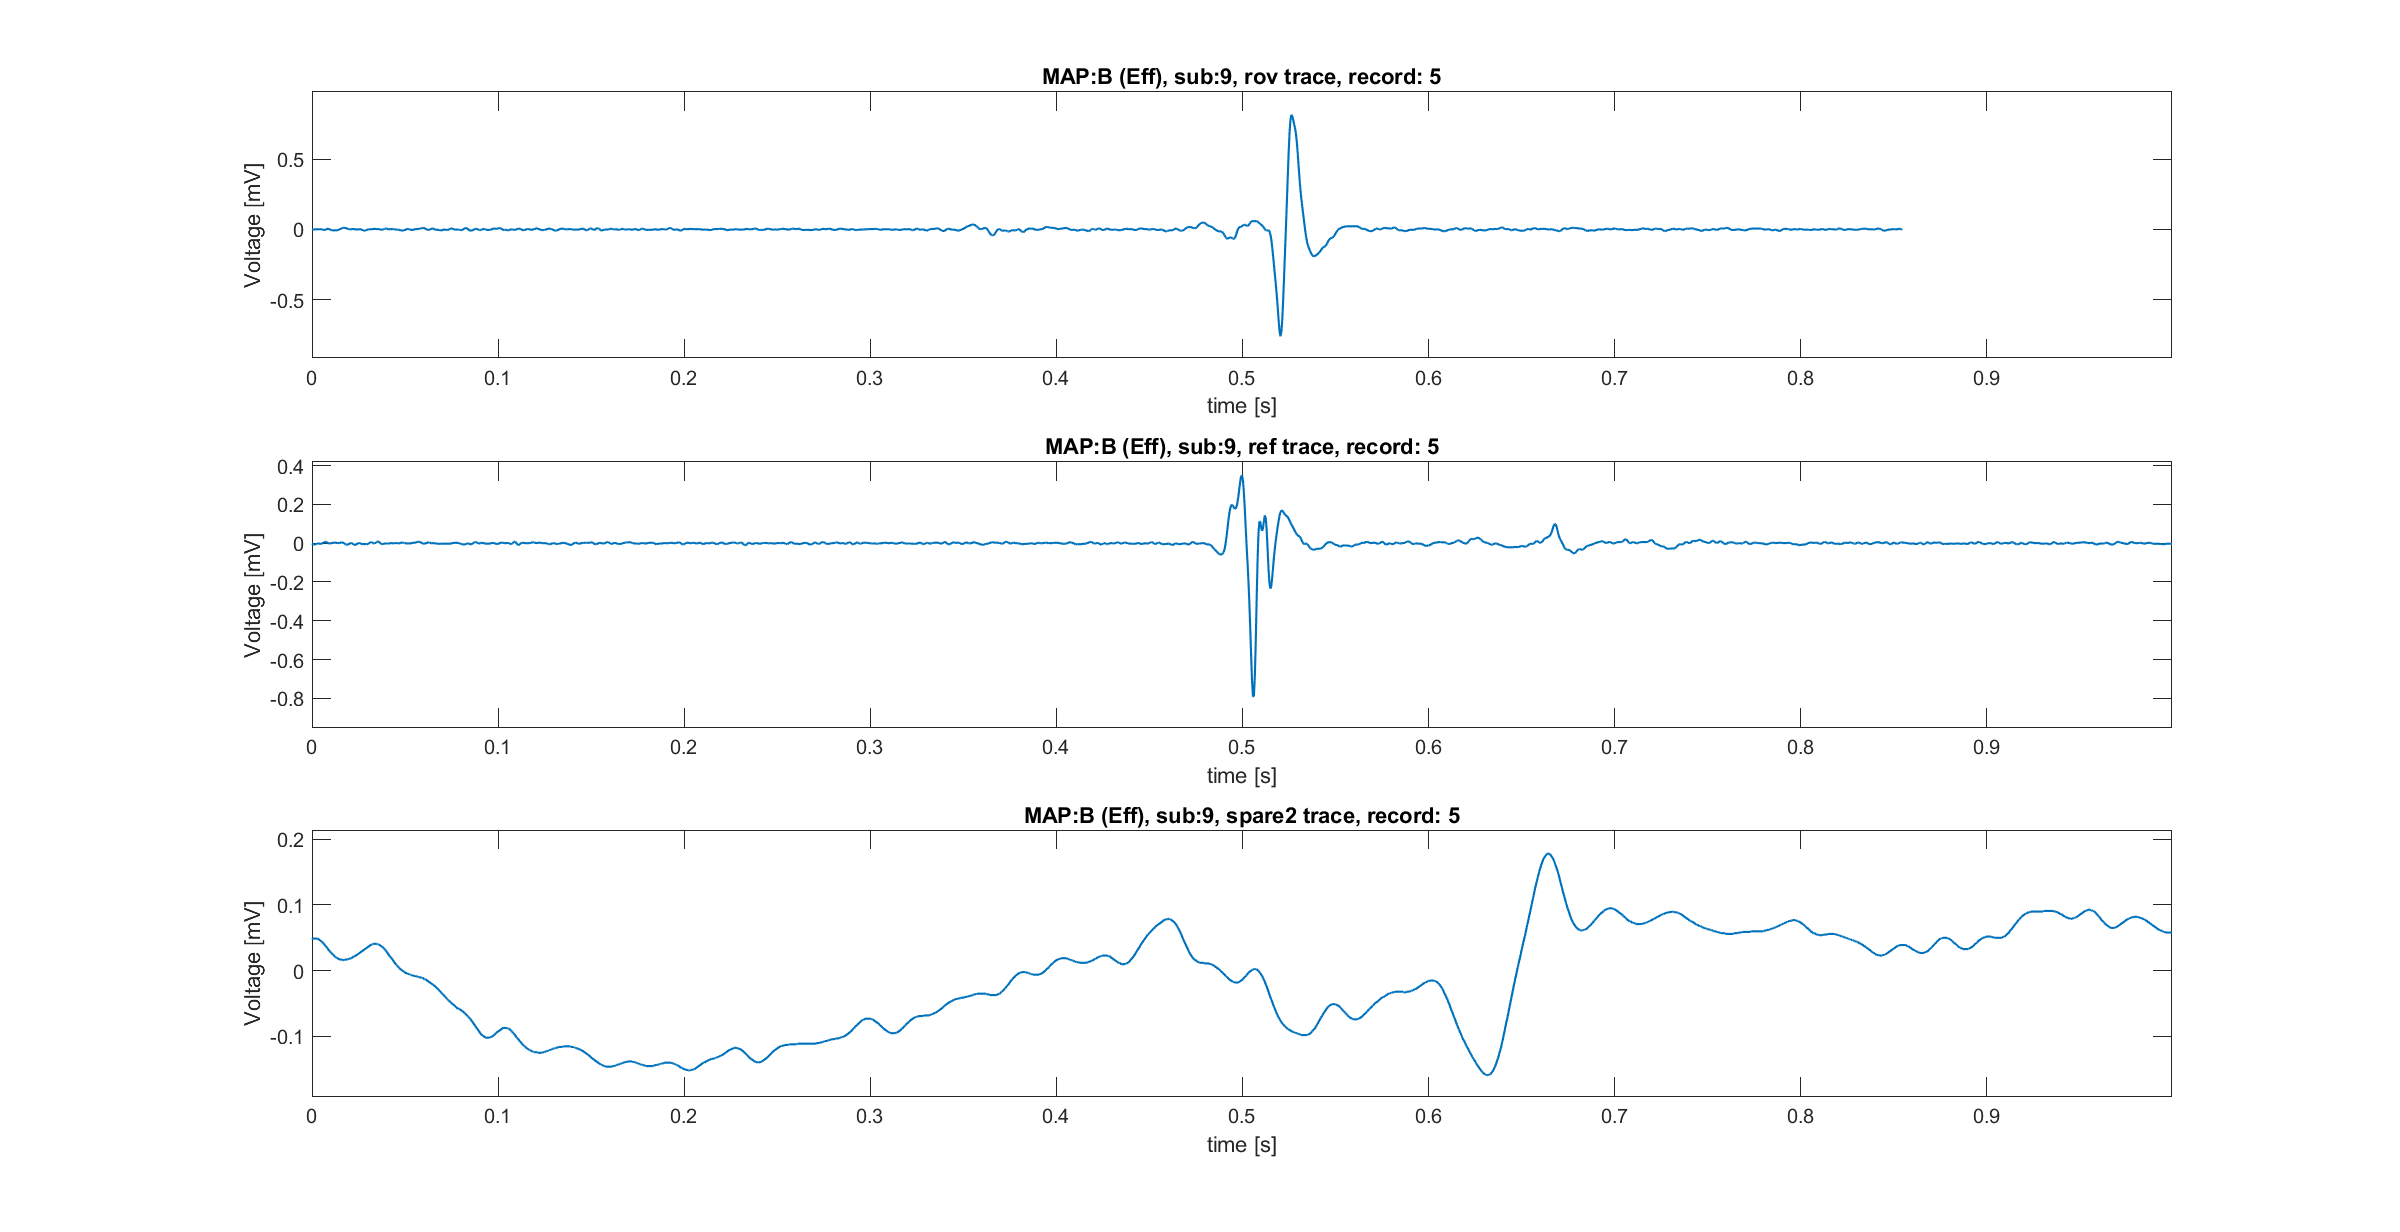 MAP:B (Eff), sub:9, rov trace, record: 5
0.5
0
-0.5
Voltage [mV]
0 0.1 0.2 0.3 0.4 0.5 0.6 0.7 0.8 0.9
time [s]
MAP:B (Eff), sub:9, ref trace, record: 5
0.4
0.2
0
-0.2
-0.4
-0.6
-0.8
Voltage [mV]
0 0.1 0.2 0.3 0.4 0.5 0.6 0.7 0.8 0.9
time [s]
MAP:B (Eff), sub:9, spare2 trace, record: 5
0.2
0.1
0
-0.1
Voltage [mV]
0 0.1 0.2 0.3 0.4 0.5 0.6 0.7 0.8 0.9
time [s]